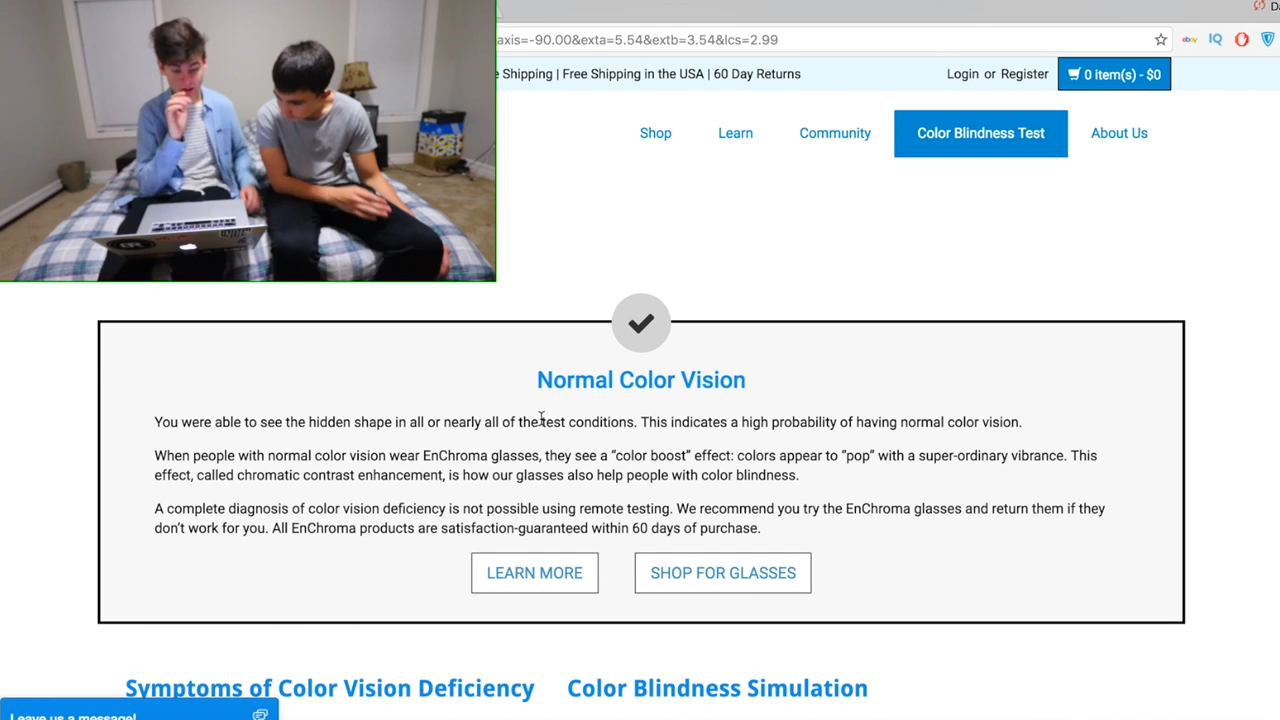 D
axis=-90.00&exta=5.54&extb=3.54&lcs=2.99
ebay IQ
Shipping | Free Shipping in the USA | 60 Day Returns
Login or Register
0 item(s) - $0
Shop
Learn
Community
Color Blindness Test
About Us
Normal Color Vision
You were able to see the hidden shape in all or nearly all of the test conditions. This indicates a high probability of having normal color vision.
When people with normal color vision wear EnChroma glasses, they see a “color boost” effect: colors appear to “pop” with a super-ordinary vibrance. This
effect, called chromatic contrast enhancement, is how our glasses also help people with color blindness.
A complete diagnosis of color vision deficiency is not possible using remote testing. We recommend you try the EnChroma glasses and return them if they
don’t work for you. All EnChroma products are satisfaction-guaranteed within 60 days of purchase.
LEARN MORE
SHOP FOR GLASSES
Symptoms of Color Vision Deficiency
Color Blindness Simulation
Leave us a message!